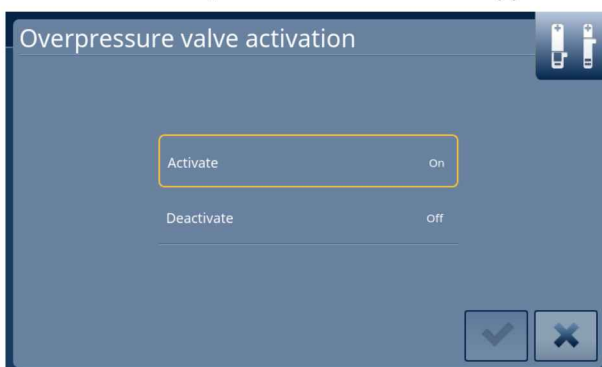 Overpressure valve activation
Activate On
Deactivate Off